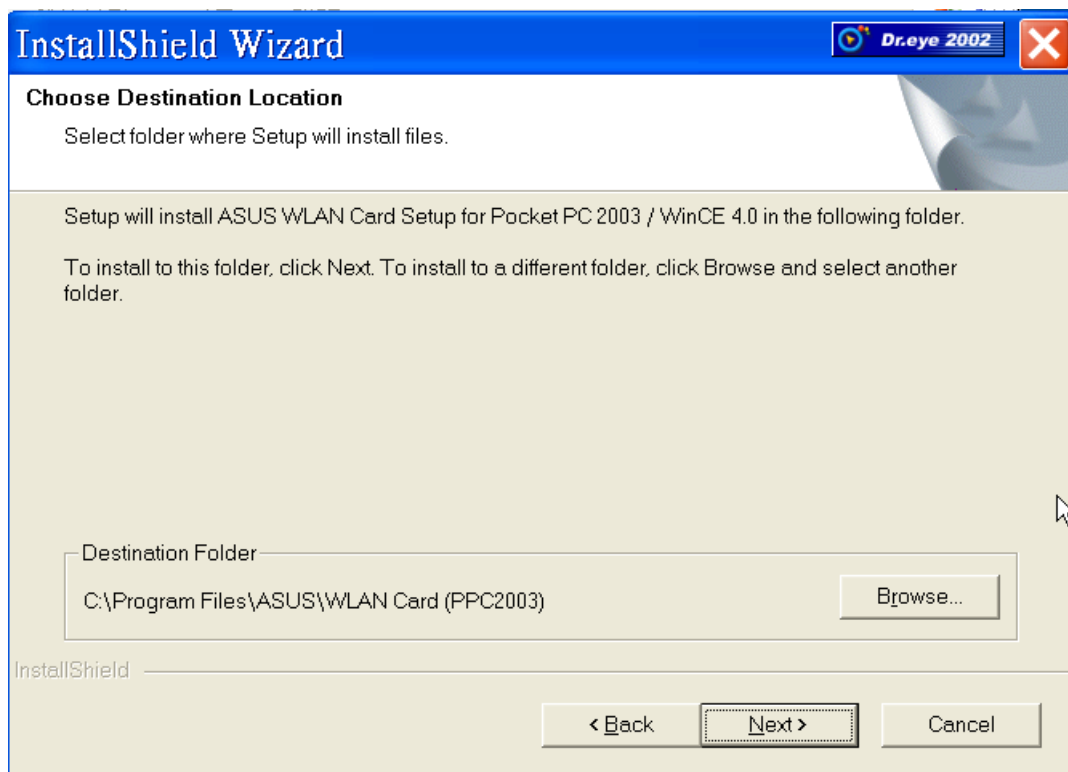 InstallShield Wizard
Dr.eye 2002
Choose Destination Location
Select folder where Setup will install files.
Setup will install ASUS WLAN Card Setup for Pocket PC 2003 / WinCE 4.0 in the following folder.
To install to this folder, click Next. To install to a different folder, click Browse and select another
folder.
Destination Folder
C:\Program Files\ASUS\WLAN Card (PPC2003)
Browse...
InstallShield
< Back
Next >
Cancel